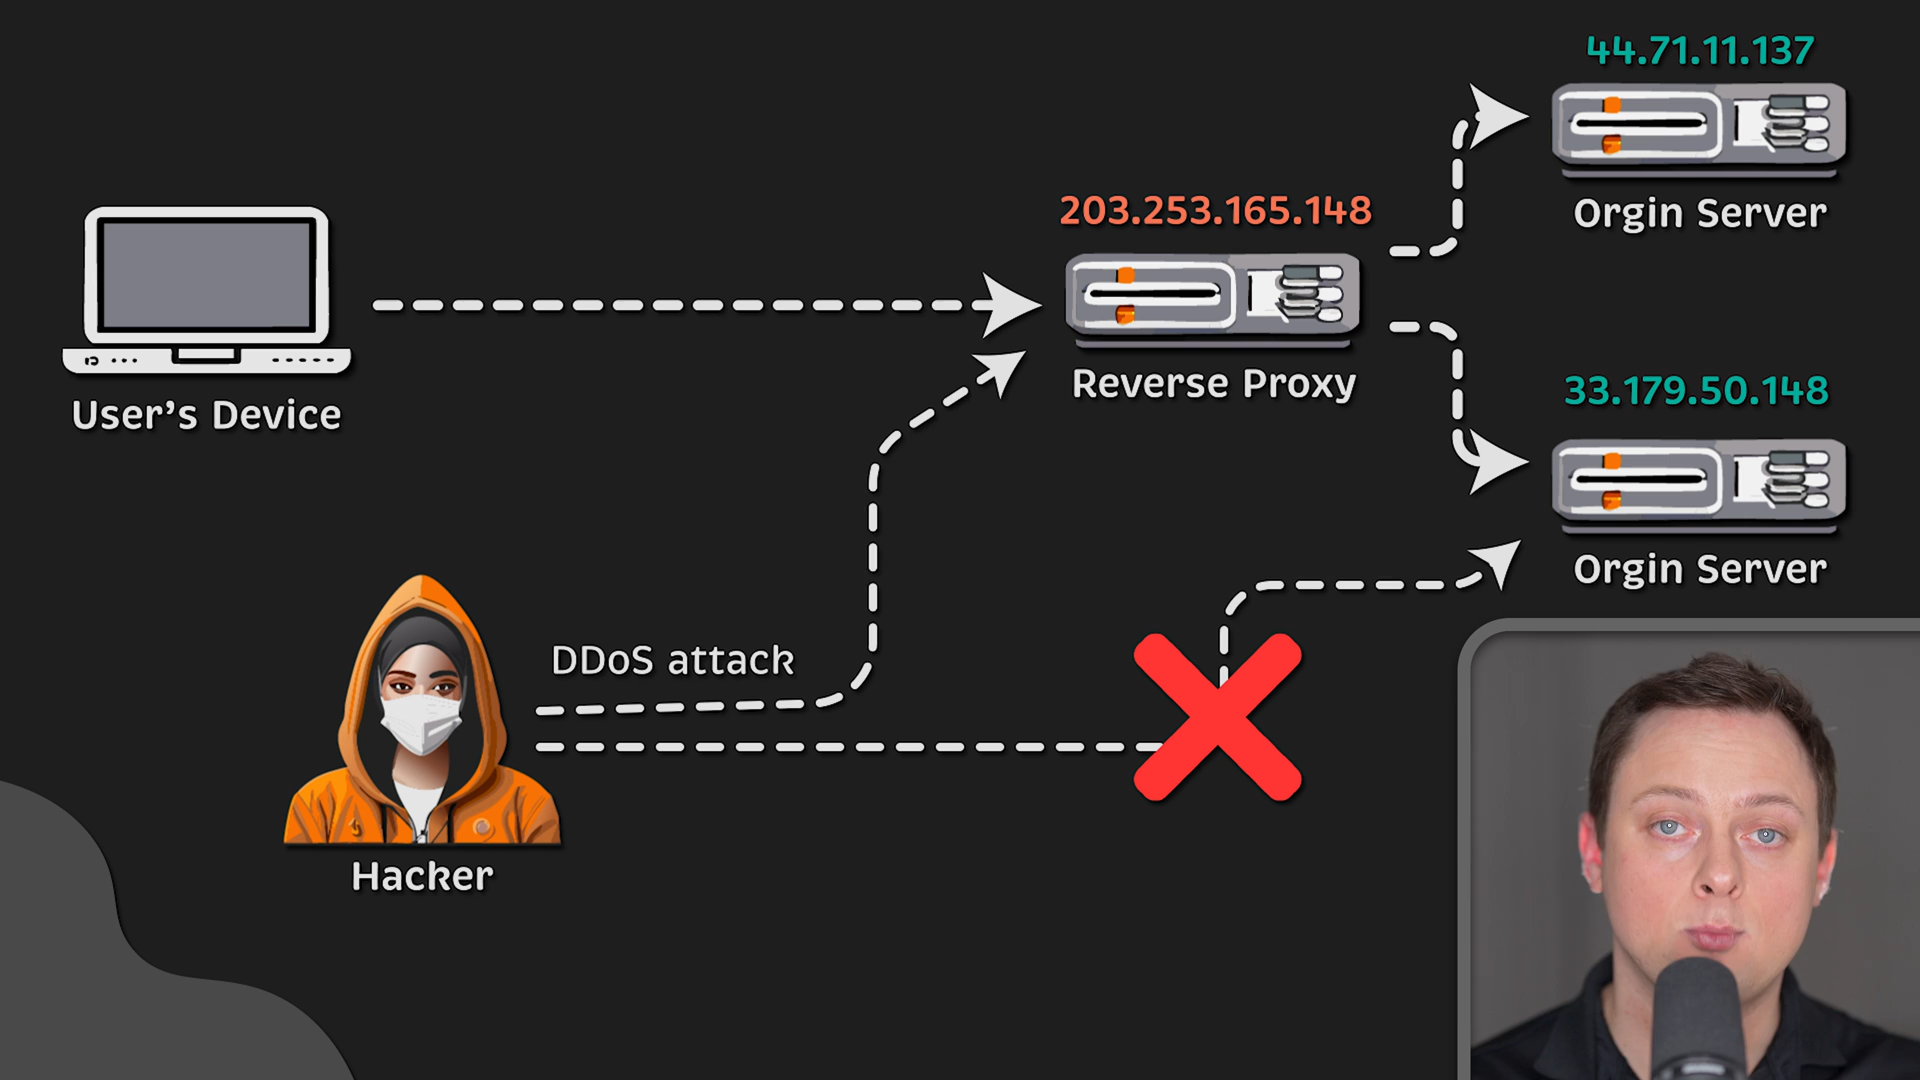 44.71.11.137
Orgin Server
203.253.165.148
Reverse Proxy
User's Device
33.179.50.148
Orgin Server
DDoS attack
Hacker